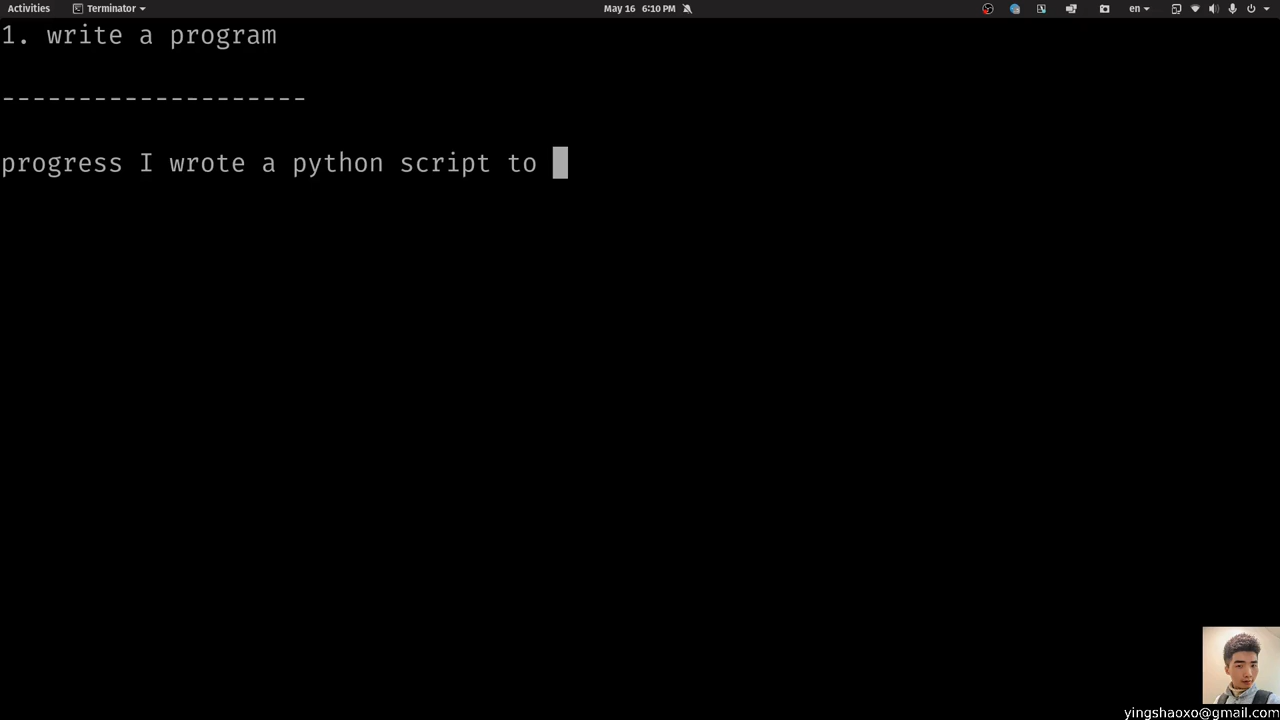 Activities Terminator May 16 6:10 PM en
1. write a program
--------------------
progress I wrote a python script to
yingshaoxo@gmail.com